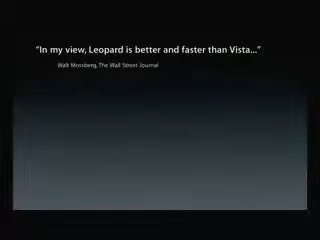 “In my view, Leopard is better and faster than Vista...”
Walt Mossberg, The Wall Street Journal